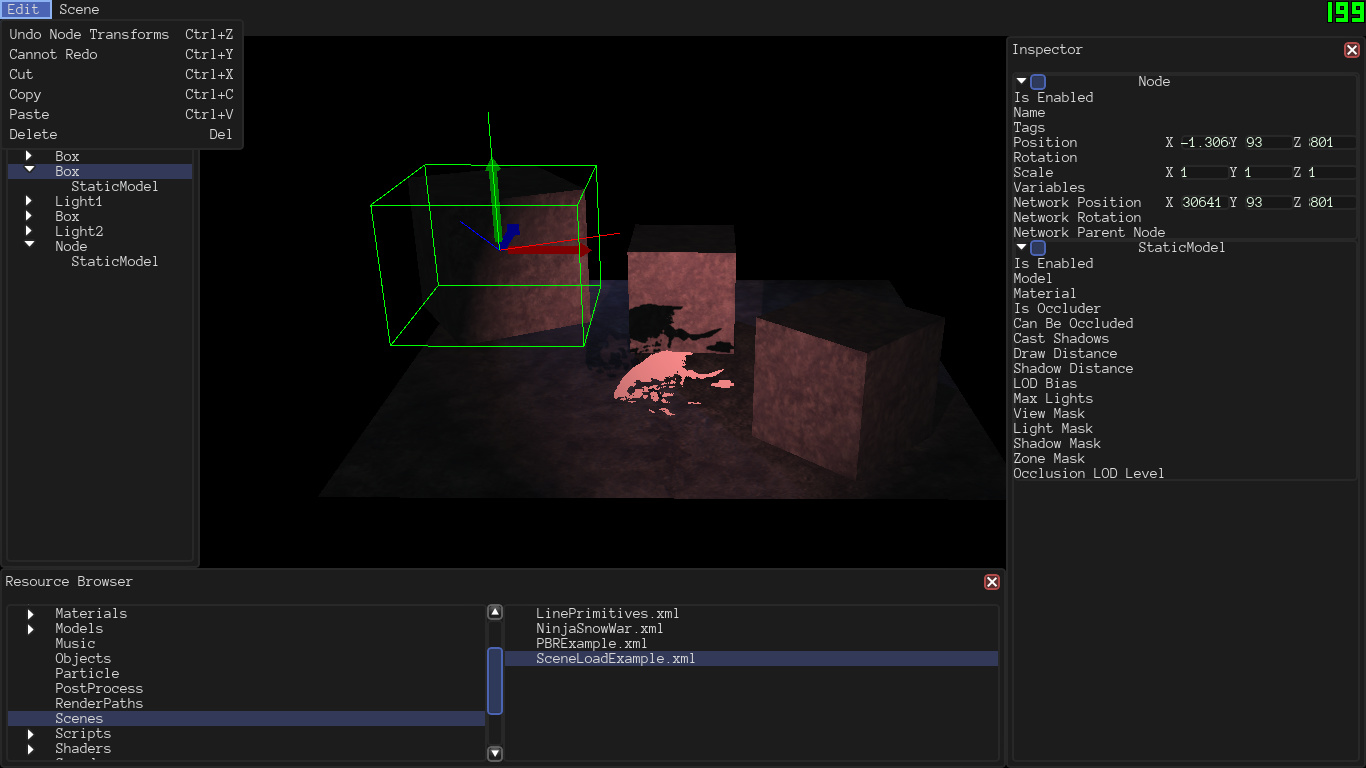 Edit Scene
199
Undo Node Transforms Ctrl+Z
Cannot Redo Ctrl+Y
Cut Ctrl+X
Copy Ctrl+C
Paste Ctrl+V
Delete Del
Box
Box
StaticModel
Light1
Box
Light2
Node
StaticModel
Inspector
Node
Is Enabled
Name
Tags
Position X -1.306 Y 93 Z 801
Rotation
Scale X 1 Y 1 Z 1
Variables
Network Position X 30641 Y 93 Z 801
Network Rotation
Network Parent Node
StaticModel
Is Enabled
Model
Material
Is Occluder
Can Be Occluded
Cast Shadows
Draw Distance
Shadow Distance
LOD Bias
Max Lights
View Mask
Light Mask
Shadow Mask
Zone Mask
Occlusion LOD Level
Resource Browser
Materials
Models
Music
Objects
Particle
PostProcess
RenderPaths
Scenes
Scripts
Shaders
LinePrimitives.xml
NinjaSnowWar.xml
PBRExample.xml
SceneLoadExample.xml